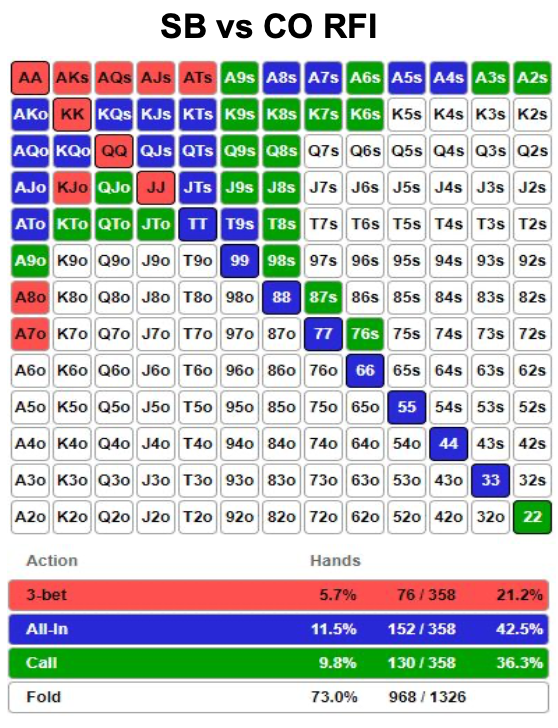 SB vs CO RFI
AA AKs AQs AJs ATs A9s A8s A7s A6s A5s A4s A3s A2s
AKo KK KQs KJs KTs K9s K8s K7s K6s K5s K4s K3s K2s
AQo KQo QQ QJs QTs Q9s Q8s Q7s Q6s Q5s Q4s Q3s Q2s
AJo KJo QJo JJ JTs J9s J8s J7s J6s J5s J4s J3s J2s
ATo KTo QTo JTo TT T9s T8s T7s T6s T5s T4s T3s T2s
A9o K9o Q9o J9o T9o 99 98s 97s 96s 95s 94s 93s 92s
A8o K8o Q8o J8o T8o 98o 88 87s 86s 85s 84s 83s 82s
A7o K7o Q7o J7o T7o 97o 87o 77 76s 75s 74s 73s 72s
A6o K6o Q6o J6o T6o 96o 86o 76o 66 65s 64s 63s 62s
A5o K5o Q5o J5o T5o 95o 85o 75o 65o 55 54s 53s 52s
A4o K4o Q4o J4o T4o 94o 84o 74o 64o 54o 44 43s 42s
A3o K3o Q3o J3o T3o 93o 83o 73o 63o 53o 43o 33 32s
A2o K2o Q2o J2o T2o 92o 82o 72o 62o 52o 42o 32o 22
Action Hands
3-bet 5.7% 76 / 358 21.2%
All-In 11.5% 152 / 358 42.5%
Call 9.8% 130 / 358 36.3%
Fold 73.0% 968 / 1326